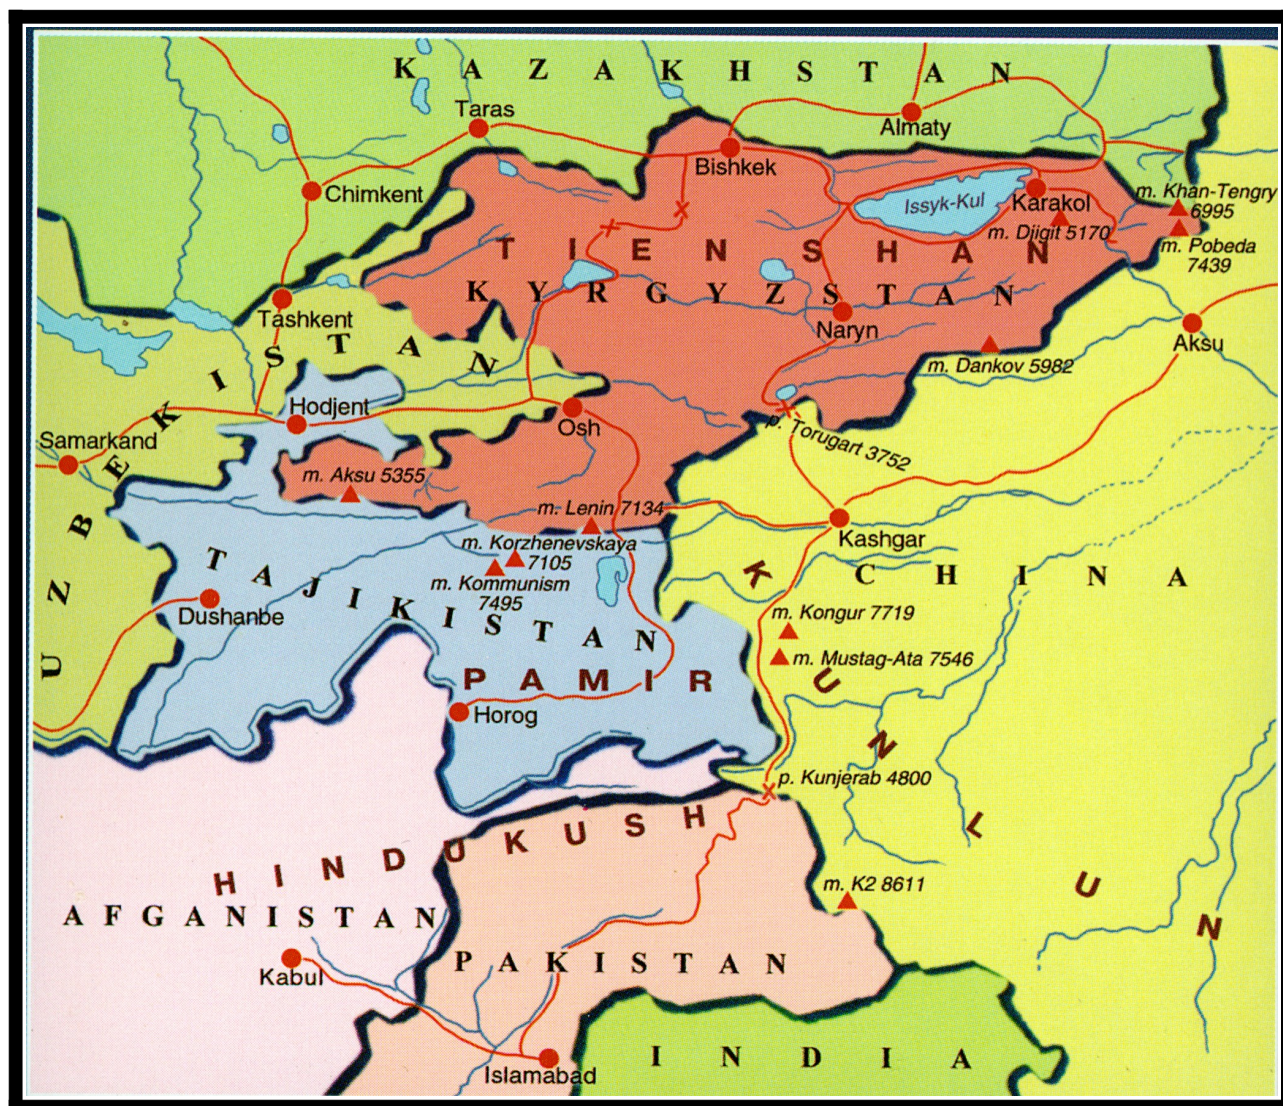 KAZAKHSTAN
Taras
Almaty
Bishkek
Chimkent
Issyk-Kul
Karakol
m. Khan-Tengry
6995
m. Djigit 5170
m. Pobeda
7439
TIEN SHAN
KYRGYZSTAN
Tashkent
Naryn
Aksu
m. Dankov 5982
UZBEKISTAN
Hodjent
Osh
p. Torugart 3752
Samarkand
m. Aksu 5355
m. Lenin 7134
Kashgar
m. Korzhenevskaya
7105
m. Kommunism
7495
CHINA
TAJIKISTAN
Dushanbe
m. Kongur 7719
m. Mustag-Ata 7546
PAMIR
Horog
KUNLUN
p. Kunjerab 4800
HINDUKUSH
m. K2 8611
AFGANISTAN
PAKISTAN
Kabul
INDIA
Islamabad